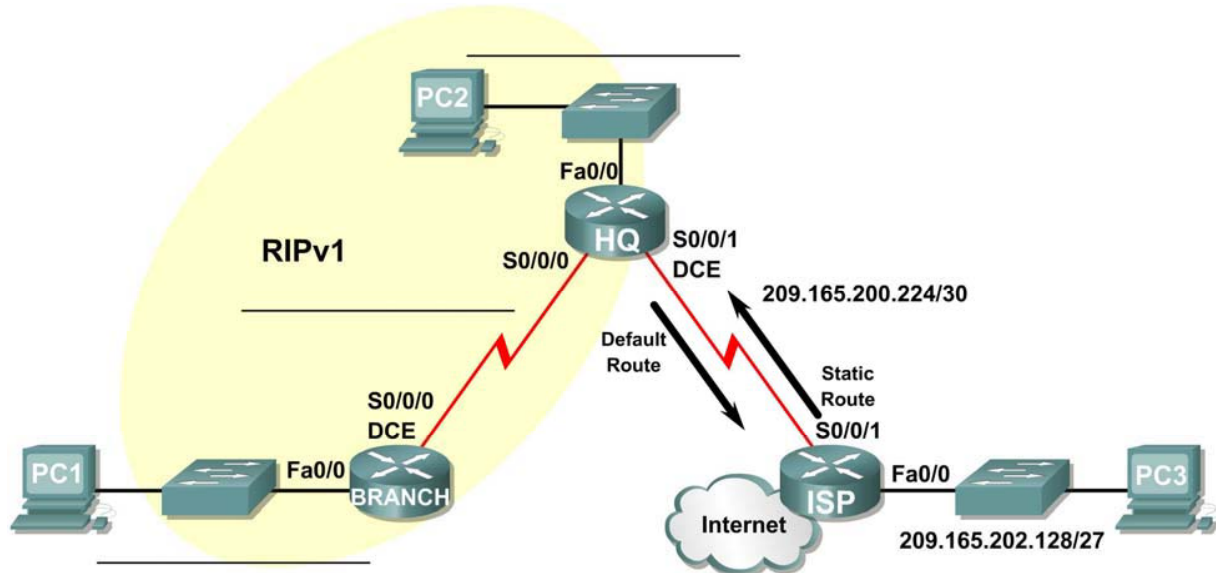 PC2
Fa0/0
HQ
RIPv1
S0/0/0
S0/0/1
DCE
209.165.200.224/30
Default
Route
Static
Route
S0/0/0
DCE
S0/0/1
PC1
Fa0/0
BRANCH
Internet
ISP
Fa0/0
PC3
209.165.202.128/27